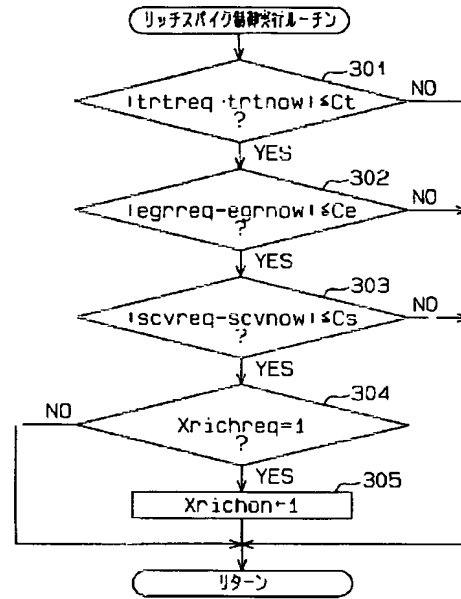 リッチスパイク制御実行ルーチン
301
|trtreq-trtnow|≤Ct
?
NO
YES
302
|egrreq-egrnow|≤Ce
?
NO
YES
303
|scvreq-scvnow|≤Cs
?
NO
YES
304
NO
Xrichreq=1
?
YES
305
Xrichon←1
リターン